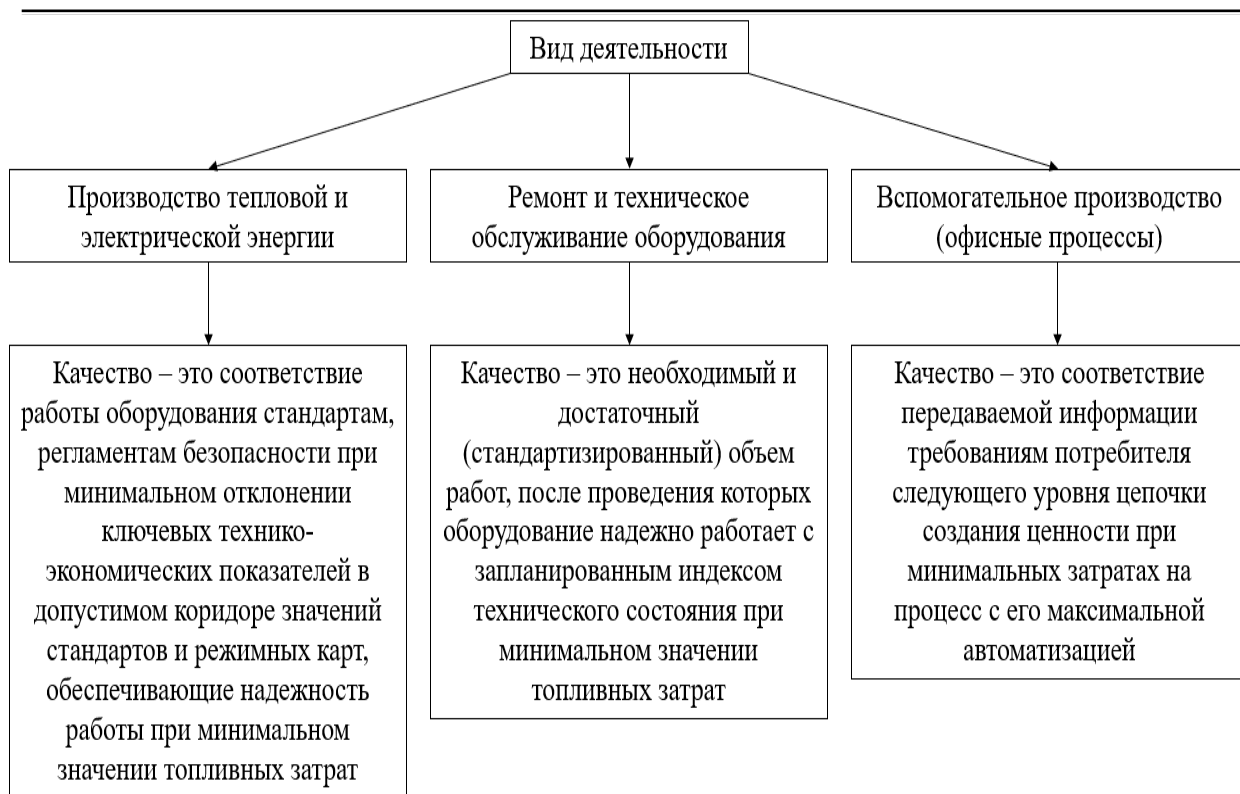 Вид деятельности
Производство тепловой и
электрической энергии
Ремонт и техническое
обслуживание оборудования
Вспомогательное производство
(офисные процессы)
Качество – это соответствие
работы оборудования стандартам,
регламентам безопасности при
минимальном отклонении
ключевых технико-
экономических показателей в
допустимом коридоре значений
стандартов и режимных карт,
обеспечивающие надежность
работы при минимальном
значении топливных затрат
Качество – это необходимый и
достаточный
(стандартизированный) объем
работ, после проведения которых
оборудование надежно работает с
запланированным индексом
технического состояния при
минимальном значении
топливных затрат
Качество – это соответствие
передаваемой информации
требованиям потребителя
следующего уровня цепочки
создания ценности при
минимальных затратах на
процесс с его максимальной
автоматизацией